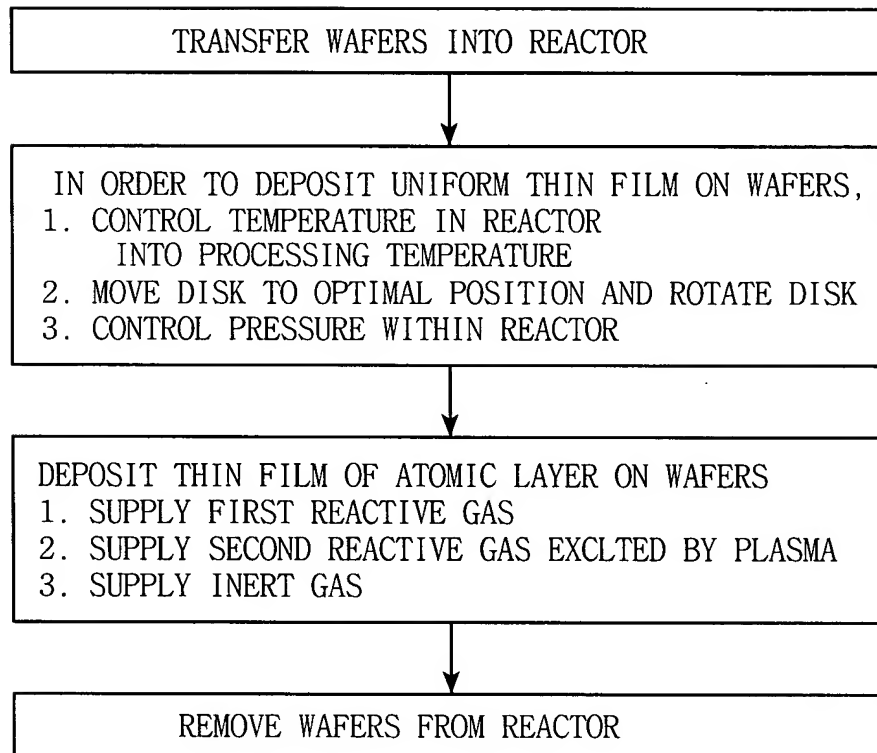 TRANSFER WAFERS INTO REACTOR
IN ORDER TO DEPOSIT UNIFORM THIN FILM ON WAFERS,
1. CONTROL TEMPERATURE IN REACTOR
INTO PROCESSING TEMPERATURE
2. MOVE DISK TO OPTIMAL POSITION AND ROTATE DISK
3. CONTROL PRESSURE WITHIN REACTOR
DEPOSIT THIN FILM OF ATOMIC LAYER ON WAFERS
1. SUPPLY FIRST REACTIVE GAS
2. SUPPLY SECOND REACTIVE GAS EXCLTED BY PLASMA
3. SUPPLY INERT GAS
REMOVE WAFERS FROM REACTOR